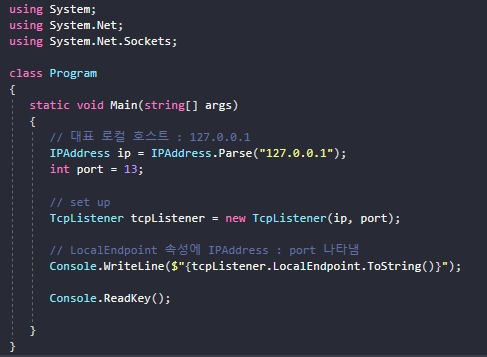 using System;
using System.Net;
using System.Net.Sockets;
class Program
{
static void Main(string[] args)
{
// 대표 로컬 호스트 : 127.0.0.1
IPAddress ip = IPAddress.Parse("127.0.0.1");
int port = 13;
// set up
TcpListener tcpListener = new TcpListener(ip, port);
// LocalEndpoint 속성에 IPAddress : port 나타냄
Console.WriteLine($"{tcpListener.LocalEndpoint.ToString()}");
Console.ReadKey();
}
}